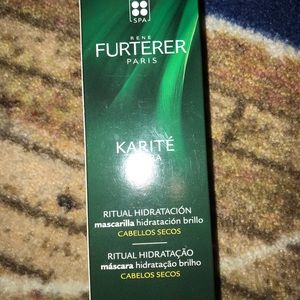 SPA
RENE
FURTERER
PARIS
KARITÉ
RITUAL HIDRATACIÓN
mascarilla hidratación brillo
CABELLOS SECOS
RITUAL HIDRATAÇÃO
máscara hidratação brilho
CABELOS SECOS